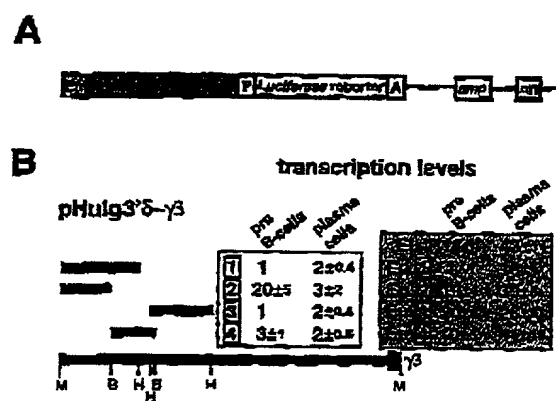 A
P Luciferase reporter A amp ori
B
transcription levels
pHuIg3'δ-γ3
pre B-cells plasma cells
pre B-cells plasma cells
1 1 2±0.4
2 20±5 3±2
3 1 2±0.4
4 3±1 2±0.5
γ3
M B H B H M
H